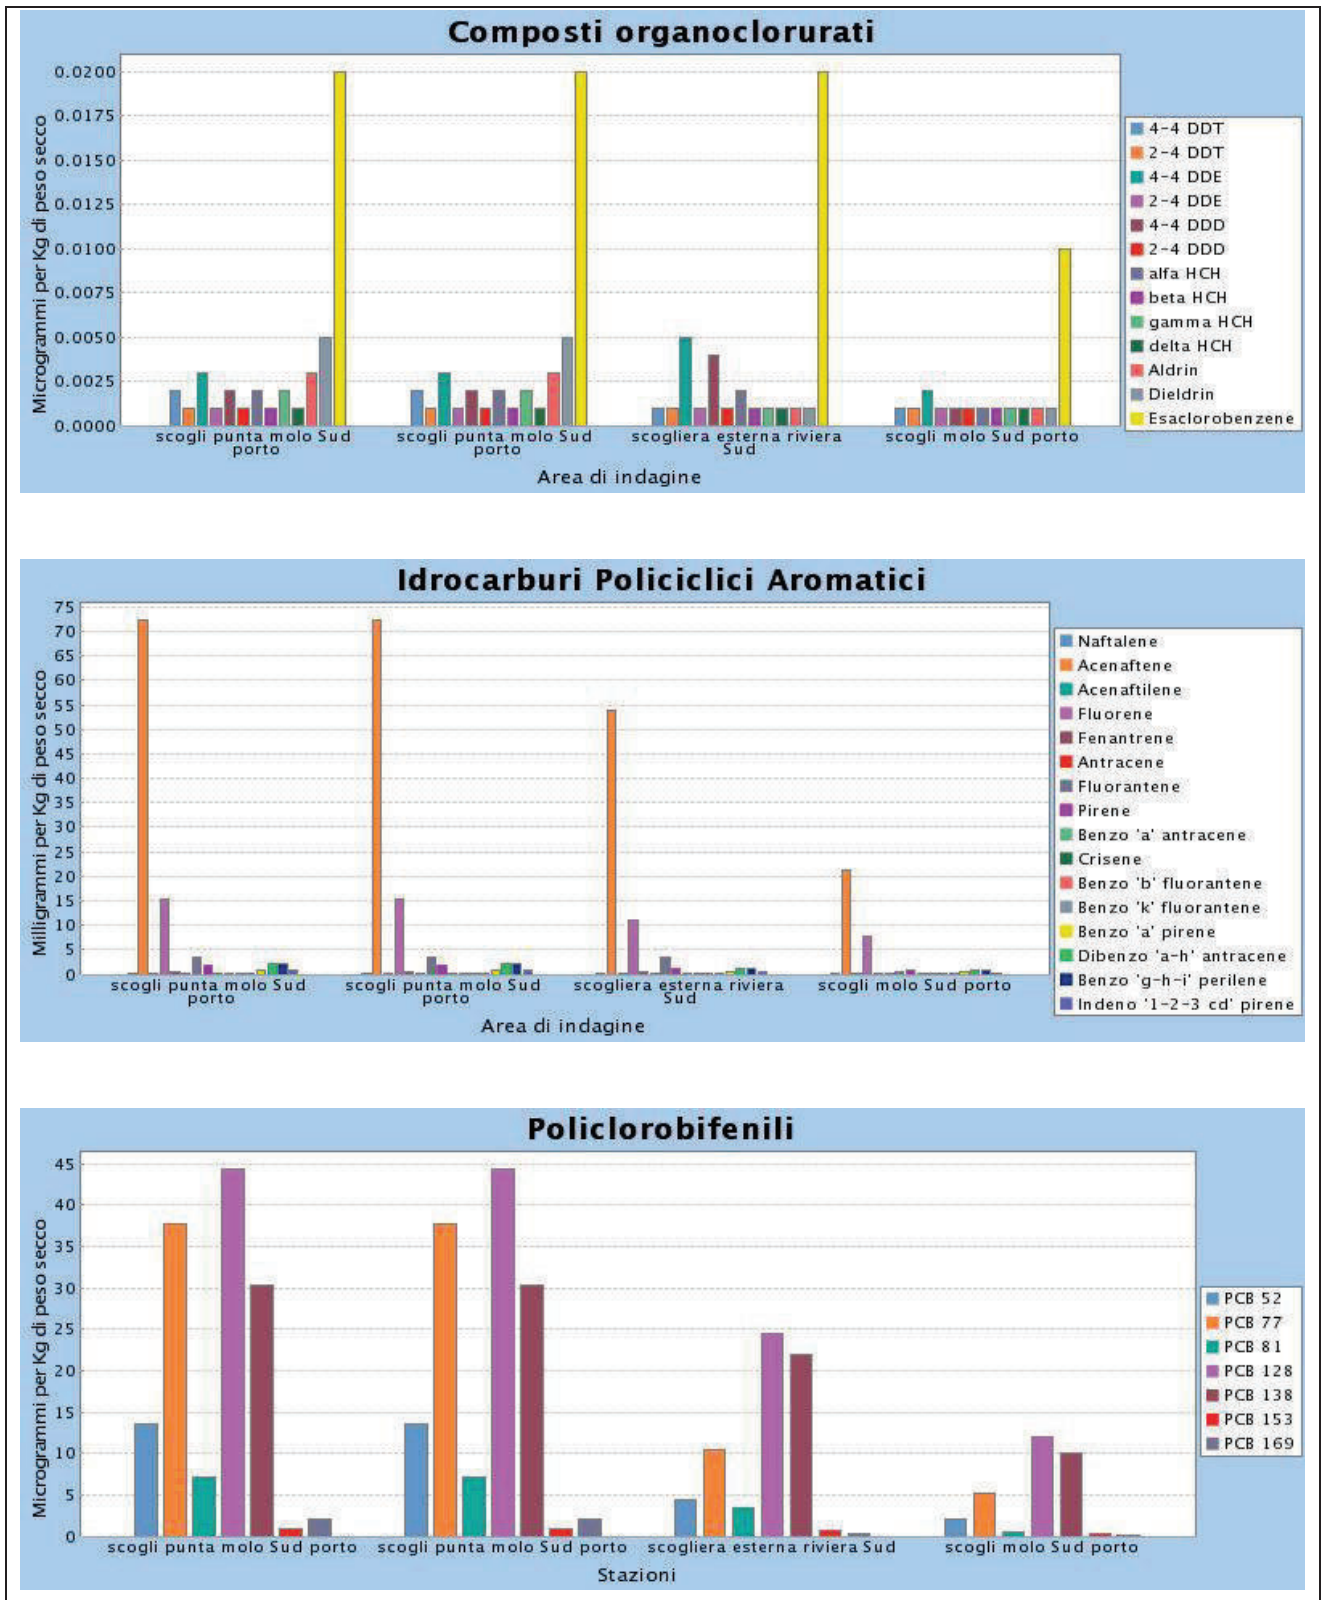 Composti organoclorurati
Microgrammi per Kg di peso secco
0.0200
0.0175
0.0150
0.0125
0.0100
0.0075
0.0050
0.0025
0.0000
scogli punta molo Sud
porto
scogli punta molo Sud
porto
scogliera esterna riviera
Sud
scogli molo Sud porto
Area di indagine
4-4 DDT
2-4 DDT
4-4 DDE
2-4 DDE
4-4 DDD
2-4 DDD
alfa HCH
beta HCH
gamma HCH
delta HCH
Aldrin
Dieldrin
Esaclorobenzene
Idrocarburi Policiclici Aromatici
Milligrammi per Kg di peso secco
75
70
65
60
55
50
45
40
35
30
25
20
15
10
5
0
scogli punta molo Sud
porto
scogli punta molo Sud
porto
scogliera esterna riviera
Sud
scogli molo Sud porto
Area di indagine
Naftalene
Acenaftene
Acenaftilene
Fluorene
Fenantrene
Antracene
Fluorantene
Pirene
Benzo 'a' antracene
Crisene
Benzo 'b' fluorantene
Benzo 'k' fluorantene
Benzo 'a' pirene
Dibenzo 'a-h' antracene
Benzo 'g-h-i' perilene
Indeno '1-2-3 cd' pirene
Policlorobifenili
Microgrammi per Kg di peso secco
45
40
35
30
25
20
15
10
5
0
scogli punta molo Sud porto
scogli punta molo Sud porto
scogliera esterna riviera Sud
scogli molo Sud porto
Stazioni
PCB 52
PCB 77
PCB 81
PCB 128
PCB 138
PCB 153
PCB 169